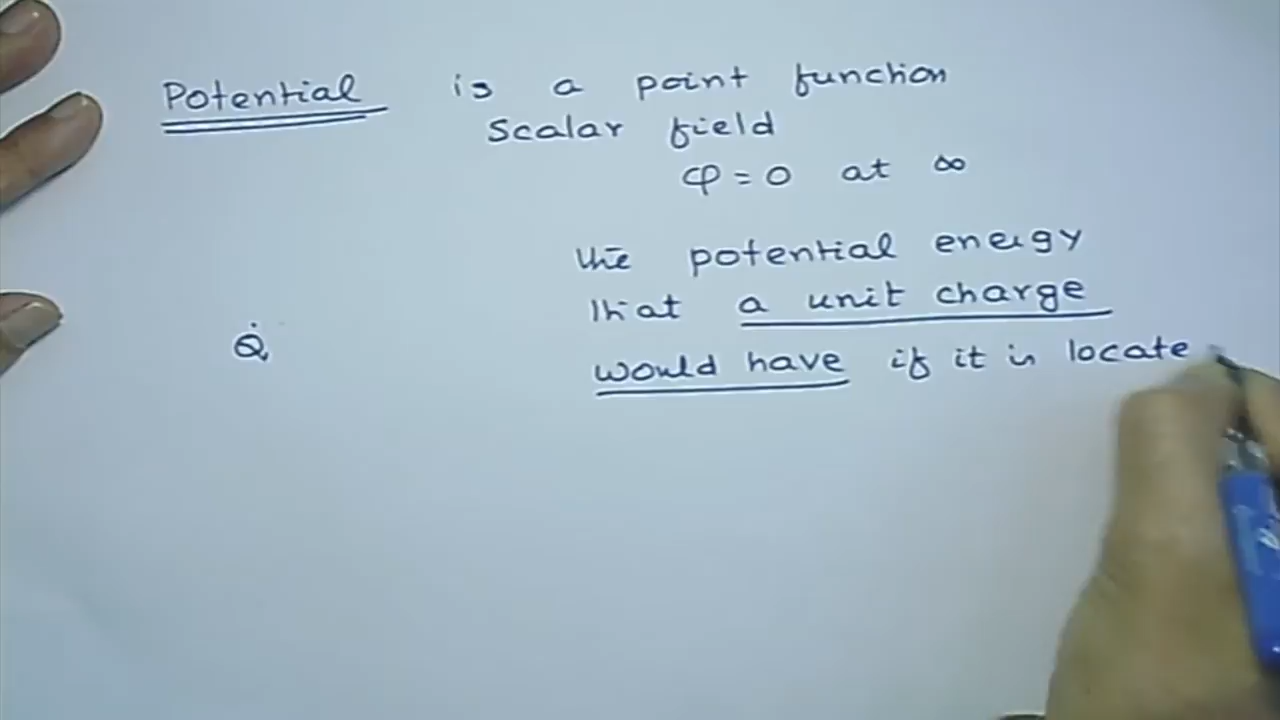 Potential is a point function
Scalar field
φ = 0 at ∞
the potential energy
that a unit charge
would have if it is locate
Q